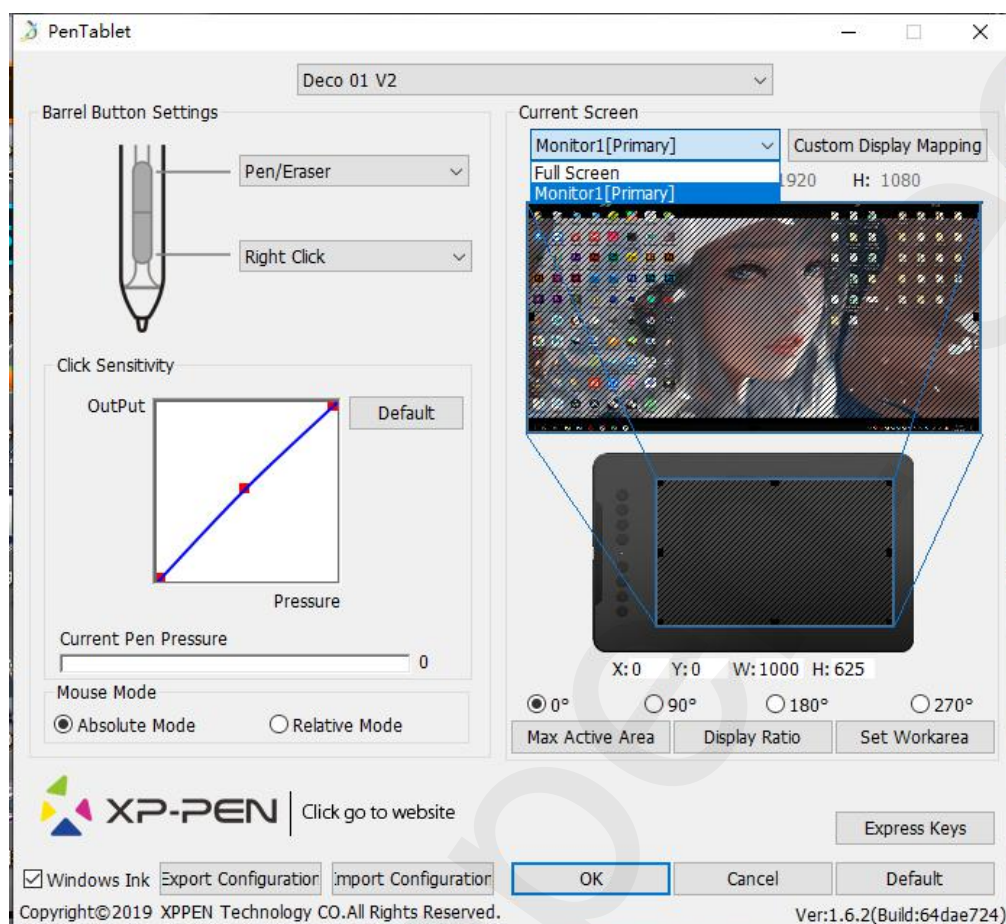 PenTablet
Deco 01 V2
Barrel Button Settings
Pen/Eraser
Right Click
Click Sensitivity
OutPut
Default
Pressure
Current Pen Pressure
0
Mouse Mode
Absolute Mode
Relative Mode
Current Screen
Monitor1[Primary]
Custom Display Mapping
Full Screen
Monitor1[Primary]
1920 H: 1080
X: 0 Y: 0 W: 1000 H: 625
0° 90° 180° 270°
Max Active Area
Display Ratio
Set Workarea
XP-PEN
Click go to website
Express Keys
Windows Ink
Export Configuration
Import Configuration
OK
Cancel
Default
Copyright©2019 XPPEN Technology CO.All Rights Reserved.
Ver:1.6.2(Build:64dae724)